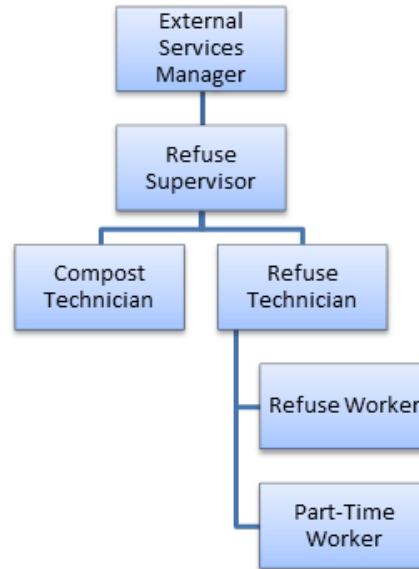 External
Services
Manager
Refuse
Supervisor
Compost
Technician
Refuse
Technician
Refuse Worker
Part-Time
Worker